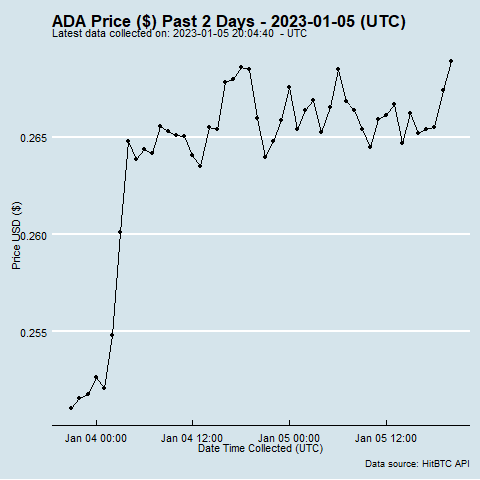 ADA Price ($) Past 2 Days - 2023-01-05 (UTC)
Latest data collected on: 2023-01-05 20:04:40 - UTC
Price USD ($)
0.265
0.260
0.255
Jan 04 00:00 Jan 04 12:00 Jan 05 00:00 Jan 05 12:00
Date Time Collected (UTC)
Data source: HitBTC API